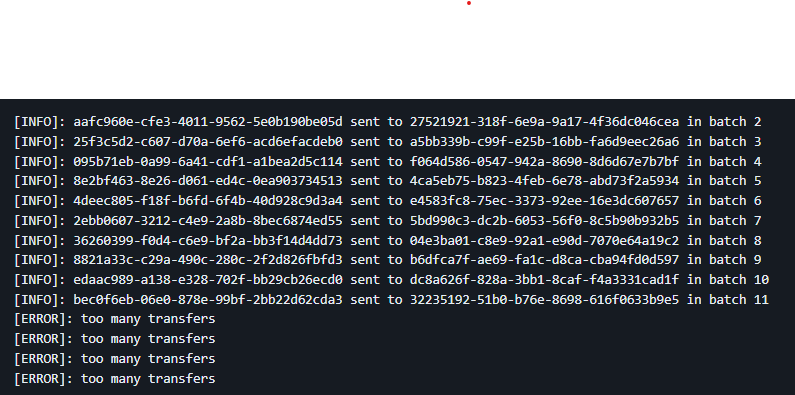 [INFO]: aafc960e-cfe3-4011-9562-5e0b190be05d sent to 27521921-318f-6e9a-9a17-4f36dc046cea in batch 2
[INFO]: 25f3c5d2-c607-d70a-6ef6-acd6efacdeb0 sent to a5bb339b-c99f-e25b-16bb-fa6d9eec26a6 in batch 3
[INFO]: 095b71eb-0a99-6a41-cdf1-a1bea2d5c114 sent to f064d586-0547-942a-8690-8d6d67e7b7bf in batch 4
[INFO]: 8e2bf463-8e26-d061-ed4c-0ea903734513 sent to 4ca5eb75-b823-4feb-6e78-abd73f2a5934 in batch 5
[INFO]: 4deec805-f18f-b6fd-6f4b-40d928c9d3a4 sent to e4583fc8-75ec-3373-92ee-16e3dc607657 in batch 6
[INFO]: 2ebb0607-3212-c4e9-2a8b-8bec6874ed55 sent to 5bd990c3-dc2b-6053-56f0-8c5b90b932b5 in batch 7
[INFO]: 36260399-f0d4-c6e9-bf2a-bb3f14d4dd73 sent to 04e3ba01-c8e9-92a1-e90d-7070e64a19c2 in batch 8
[INFO]: 8821a33c-c29a-490c-280c-2f2d826fbfd3 sent to b6dfca7f-ae69-fa1c-d8ca-cba94fd0d597 in batch 9
[INFO]: edaac989-a138-e328-702f-bb29cb26ecd0 sent to dc8a626f-828a-3bb1-8caf-f4a3331cad1f in batch 10
[INFO]: bec0f6eb-06e0-878e-99bf-2bb22d62cda3 sent to 32235192-51b0-b76e-8698-616f0633b9e5 in batch 11
[ERROR]: too many transfers
[ERROR]: too many transfers
[ERROR]: too many transfers
[ERROR]: too many transfers